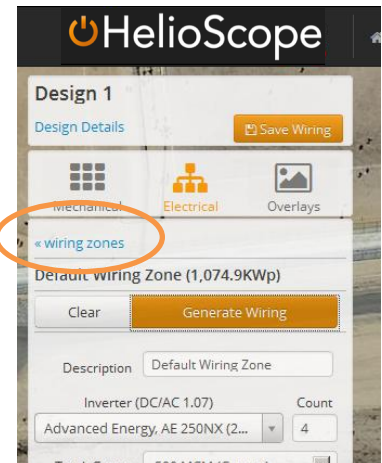 HelioScope
Design 1
Design Details
Save Wiring
Mechanical Electrical Overlays
« wiring zones
Default Wiring Zone (1,074.9KWp)
Clear Generate Wiring
Description Default Wiring Zone
Inverter (DC/AC 1.07) Count
Advanced Energy, AE 250NX (2... 4